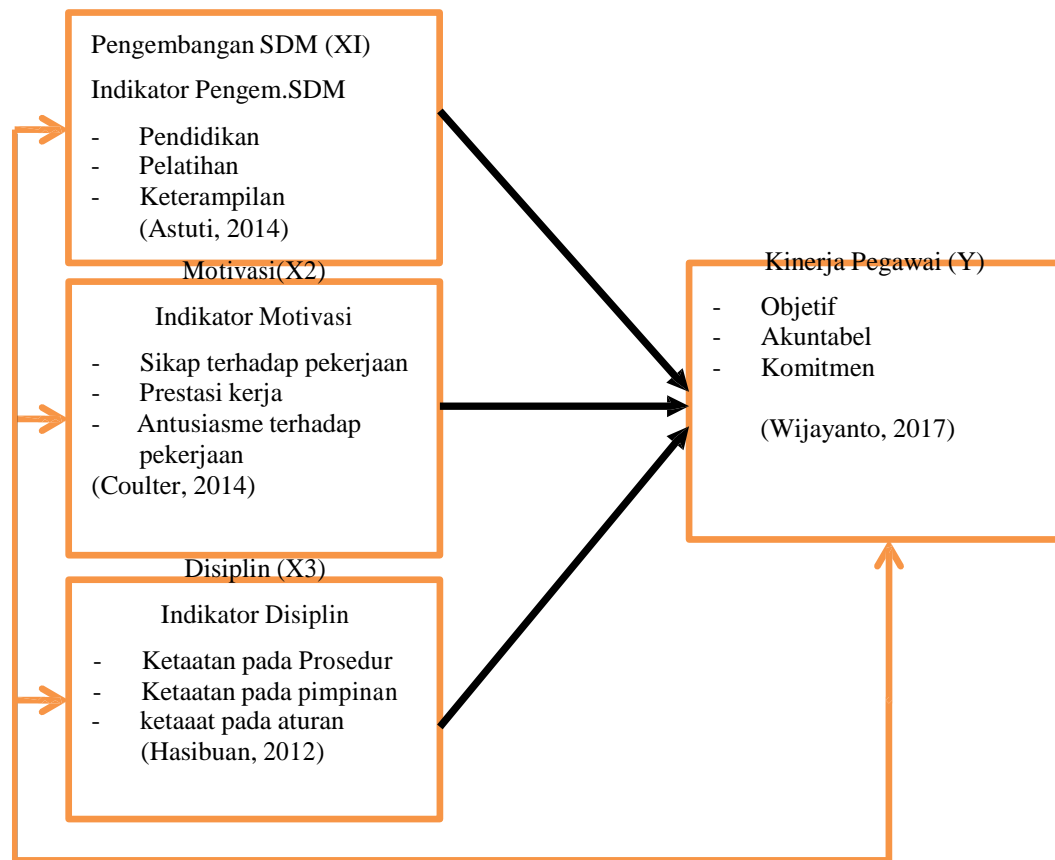 Pengembangan SDM (XI)
Indikator Pengem.SDM
- Pendidikan
- Pelatihan
- Keterampilan
(Astuti, 2014)
Motivasi(X2)
Indikator Motivasi
- Sikap terhadap pekerjaan
- Prestasi kerja
- Antusiasme terhadap
pekerjaan
(Coulter, 2014)
Disiplin (X3)
Indikator Disiplin
- Ketaatan pada Prosedur
- Ketaatan pada pimpinan
- ketaaat pada aturan
(Hasibuan, 2012)
Kinerja Pegawai (Y)
- Objetif
- Akuntabel
- Komitmen
(Wijayanto, 2017)